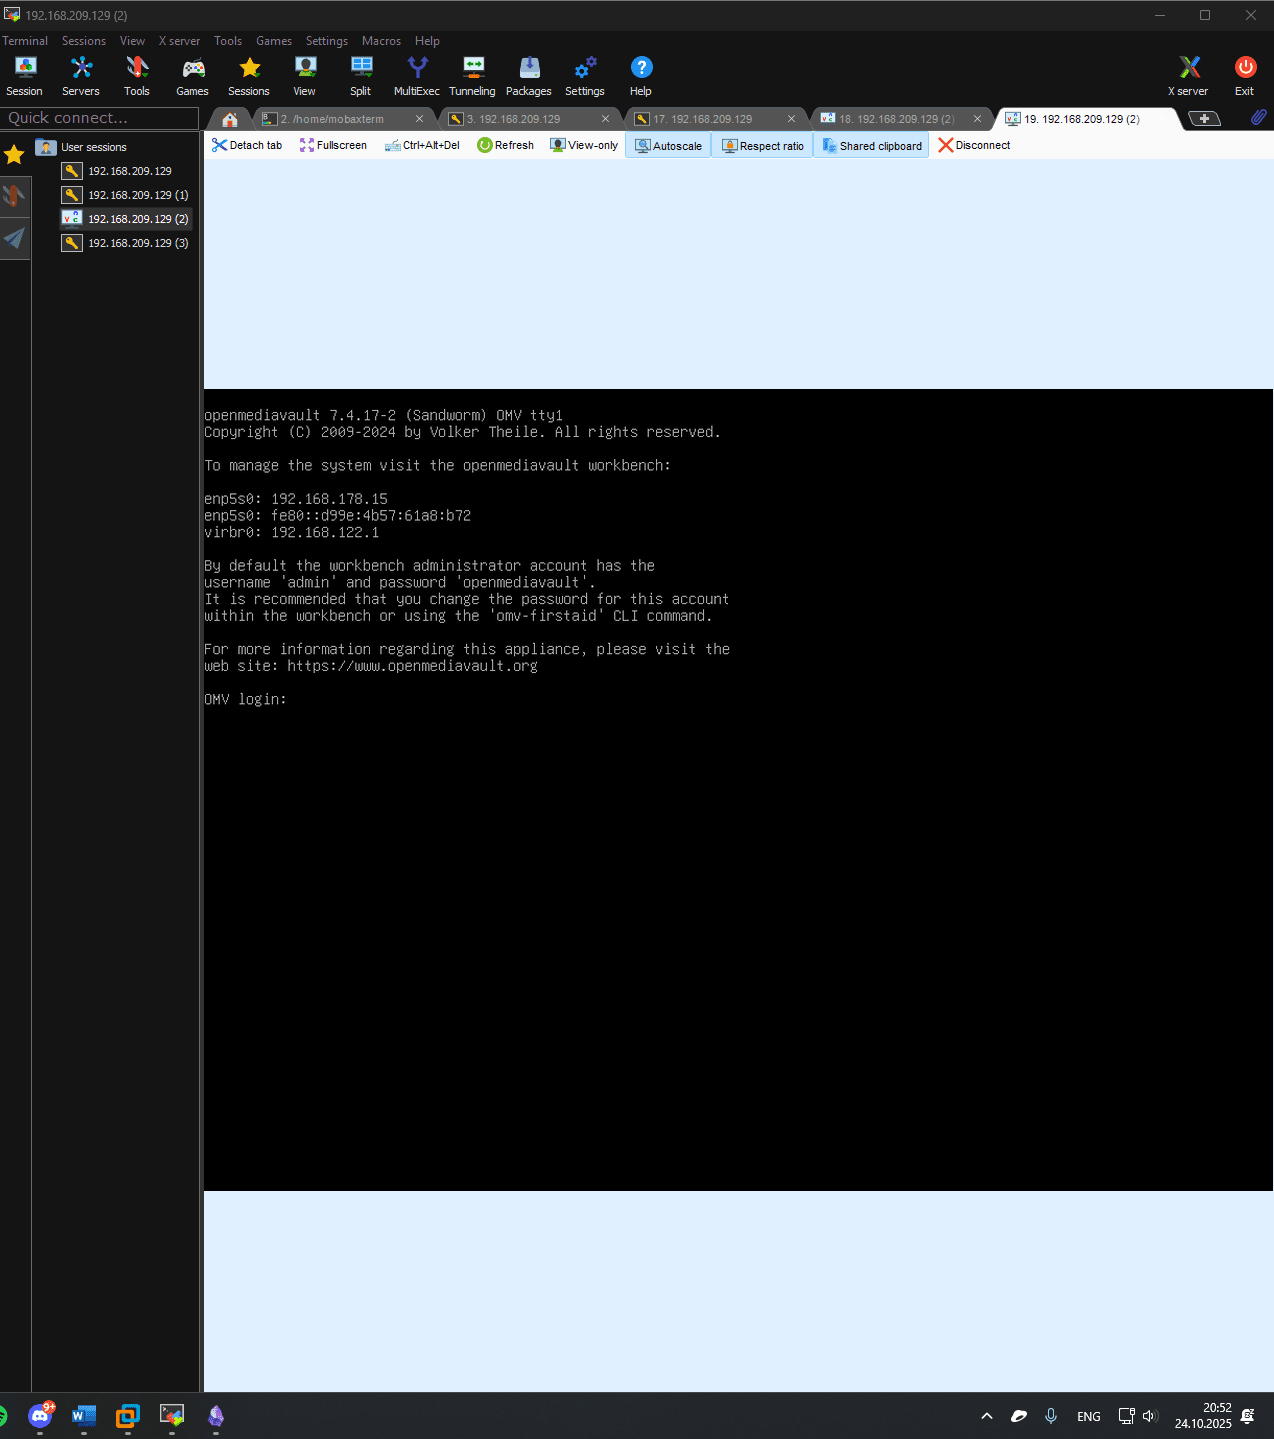 192.168.209.129 (2)
Terminal Sessions View X server Tools Games Settings Macros Help
Session Servers Tools Games Sessions View Split MultiExec Tunneling Packages Settings Help X server Exit
Quick connect...
2. /home/mobaxterm
3. 192.168.209.129
17. 192.168.209.129
18. 192.168.209.129 (2)
19. 192.168.209.129 (2)
Detach tab Fullscreen Ctrl+Alt+Del Refresh View-only Autoscale Respect ratio Shared clipboard Disconnect
User sessions
192.168.209.129
192.168.209.129 (1)
192.168.209.129 (2)
192.168.209.129 (3)
openmediavault 7.4.17-2 (Sandworm) OMV tty1
Copyright (C) 2009-2024 by Volker Theile. All rights reserved.
To manage the system visit the openmediavault workbench:
enp5s0: 192.168.178.15
enp5s0: fe80::d99e:4b57:61a8:b72
virbr0: 192.168.122.1
By default the workbench administrator account has the
username 'admin' and password 'openmediavault'.
It is recommended that you change the password for this account
within the workbench or using the 'omv-firstaid' CLI command.
For more information regarding this appliance, please visit the
web site: https://www.openmediavault.org
OMV login:
9+
ENG
20:52
24.10.2025